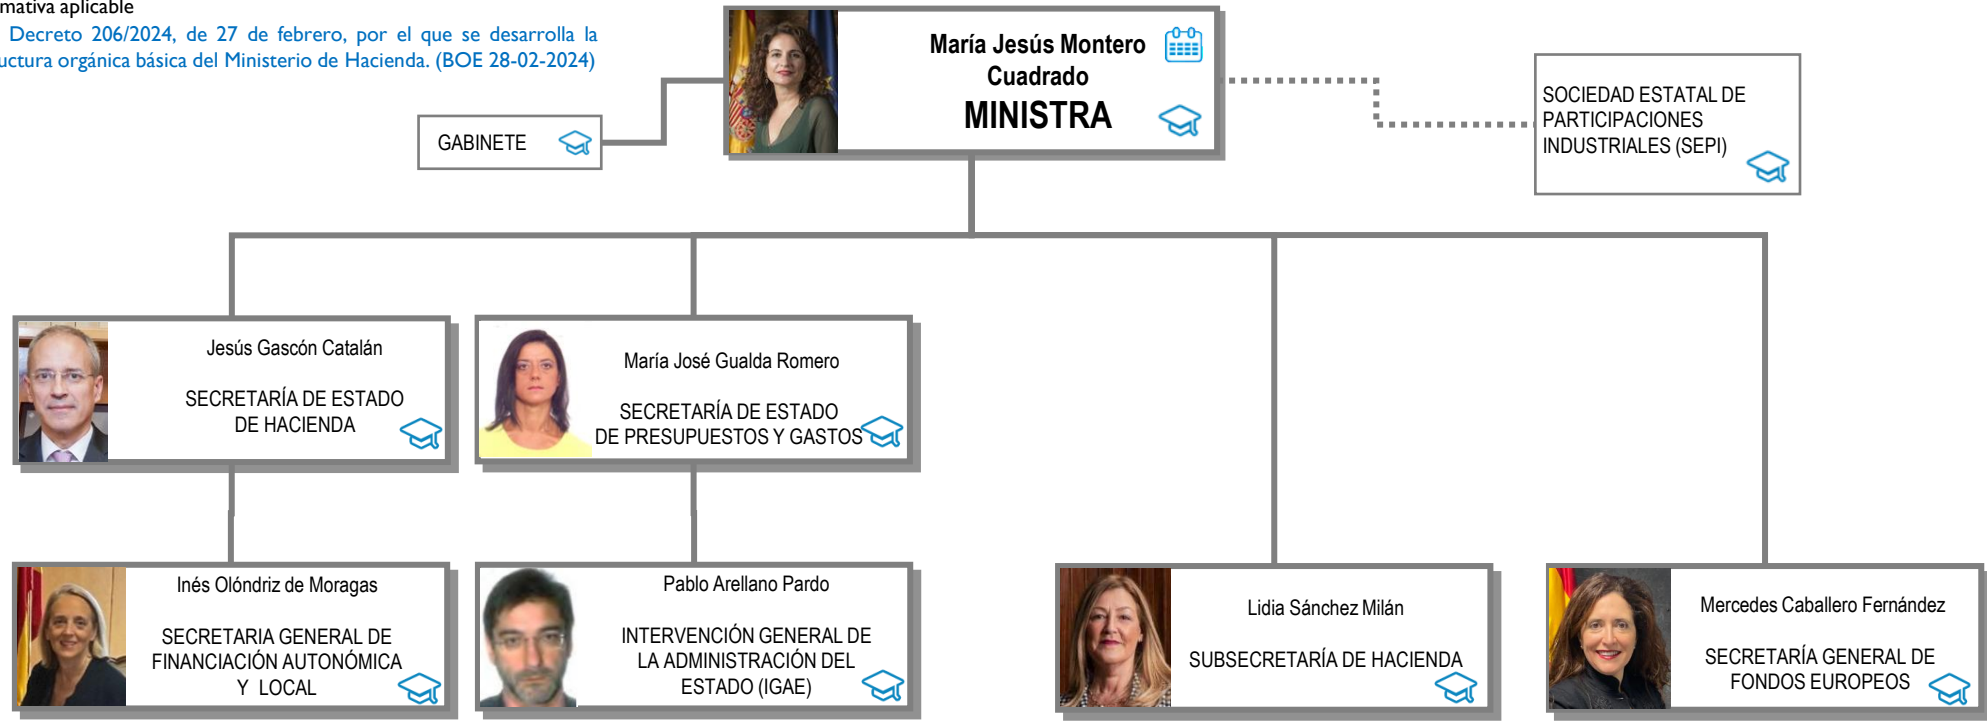 mativa aplicable
Decreto 206/2024, de 27 de febrero, por el que se desarrolla la
uctura orgánica básica del Ministerio de Hacienda. (BOE 28-02-2024)
María Jesús Montero
Cuadrado
MINISTRA
GABINETE
SOCIEDAD ESTATAL DE
PARTICIPACIONES
INDUSTRIALES (SEPI)
Jesús Gascón Catalán
SECRETARÍA DE ESTADO
DE HACIENDA
María José Gualda Romero
SECRETARÍA DE ESTADO
DE PRESUPUESTOS Y GASTOS
Inés Olóndriz de Moragas
SECRETARIA GENERAL DE
FINANCIACIÓN AUTONÓMICA
Y LOCAL
Pablo Arellano Pardo
INTERVENCIÓN GENERAL DE
LA ADMINISTRACIÓN DEL
ESTADO (IGAE)
Lidia Sánchez Milán
SUBSECRETARÍA DE HACIENDA
Mercedes Caballero Fernández
SECRETARÍA GENERAL DE
FONDOS EUROPEOS